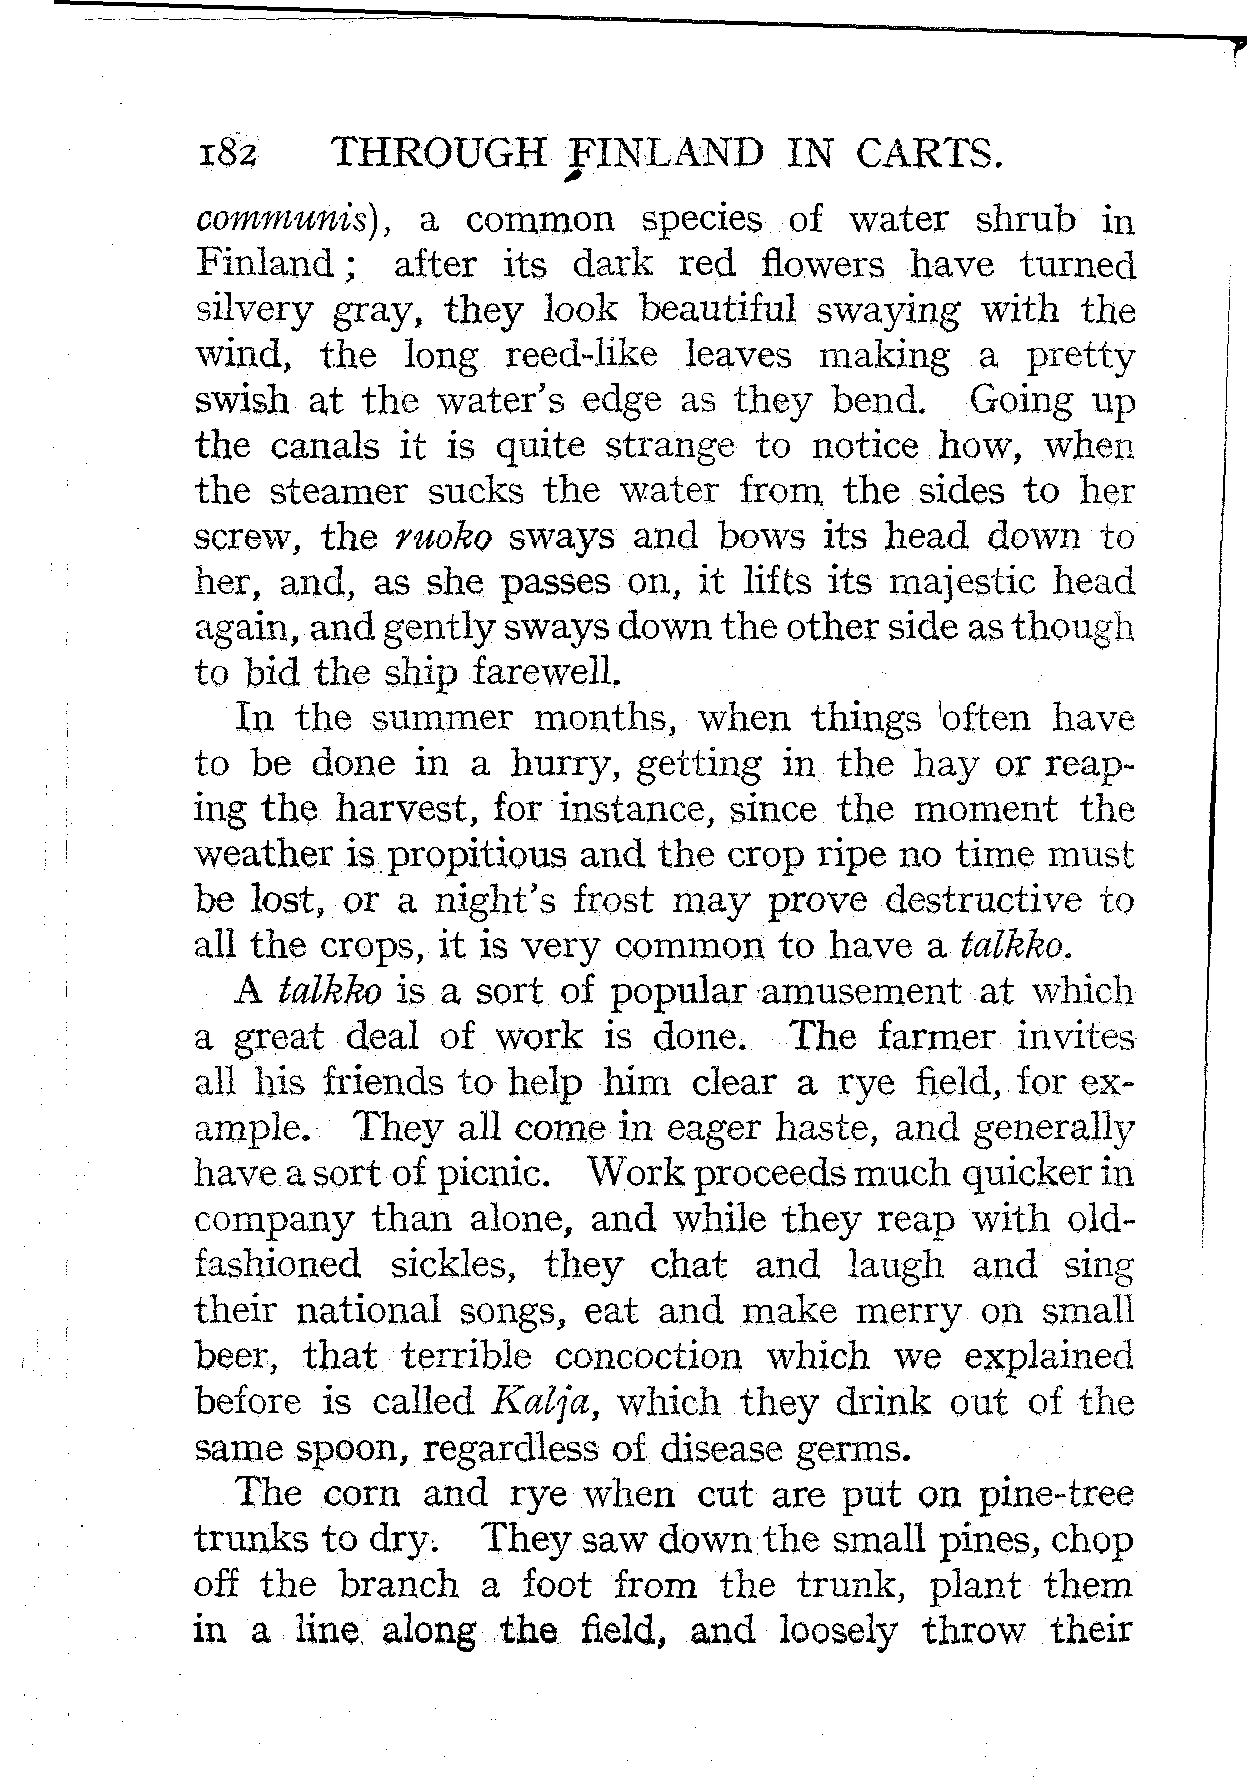 182 THROUGH FINLAND IN CARTS.
communis), a common species of water shrub in
Finland; after its dark red flowers have turned
silvery gray, they look beautiful swaying with the
wind, the long reed-like leaves making a pretty
swish at the water's edge as they bend. Going up
the canals it is quite strange to notice how, when
the steamer sucks the water from the sides to her
screw, the ruoko sways and bows its head down to
her, and, as she passes on, it lifts its majestic head
again, and gently sways down the other side as though
to bid the ship farewell.
In the summer months, when things often have
to be done in a hurry, getting in the hay or reap-
ing the harvest, for instance, since the moment the
weather is propitious and the crop ripe no time must
be lost, or a night's frost may prove destructive to
all the crops, it is very common to have a talkko.
A talkko is a sort of popular amusement at which
a great deal of work is done. The farmer invites
all his friends to help him clear a rye field, for ex-
ample. They all come in eager haste, and generally
have a sort of picnic. Work proceeds much quicker in
company than alone, and while they reap with old-
fashioned sickles, they chat and laugh and sing
their national songs, eat and make merry on small
beer, that terrible concoction which we explained
before is called Kalja, which they drink out of the
same spoon, regardless of disease germs.
The corn and rye when cut are put on pine-tree
trunks to dry. They saw down the small pines, chop
off the branch a foot from the trunk, plant them
in a line along the field, and loosely throw their